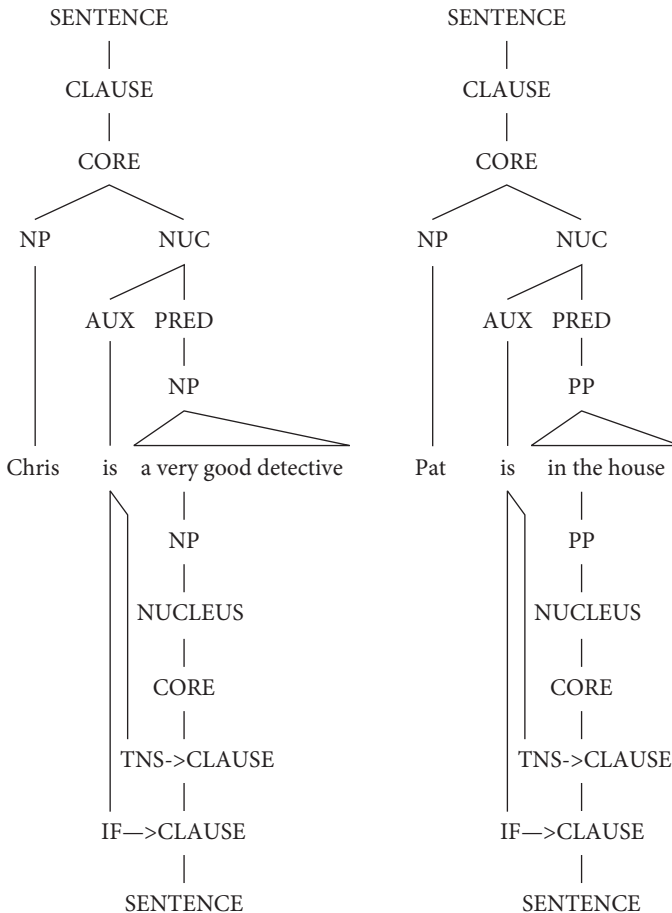 SENTENCE SENTENCE
CLAUSE CLAUSE
CORE CORE
NP NUC NP NUC
AUX PRED AUX PRED
NP PP
Chris is a very good detective Pat is in the house
NP PP
NUCLEUS NUCLEUS
CORE CORE
TNS->CLAUSE TNS->CLAUSE
IF—>CLAUSE IF—>CLAUSE
SENTENCE SENTENCE